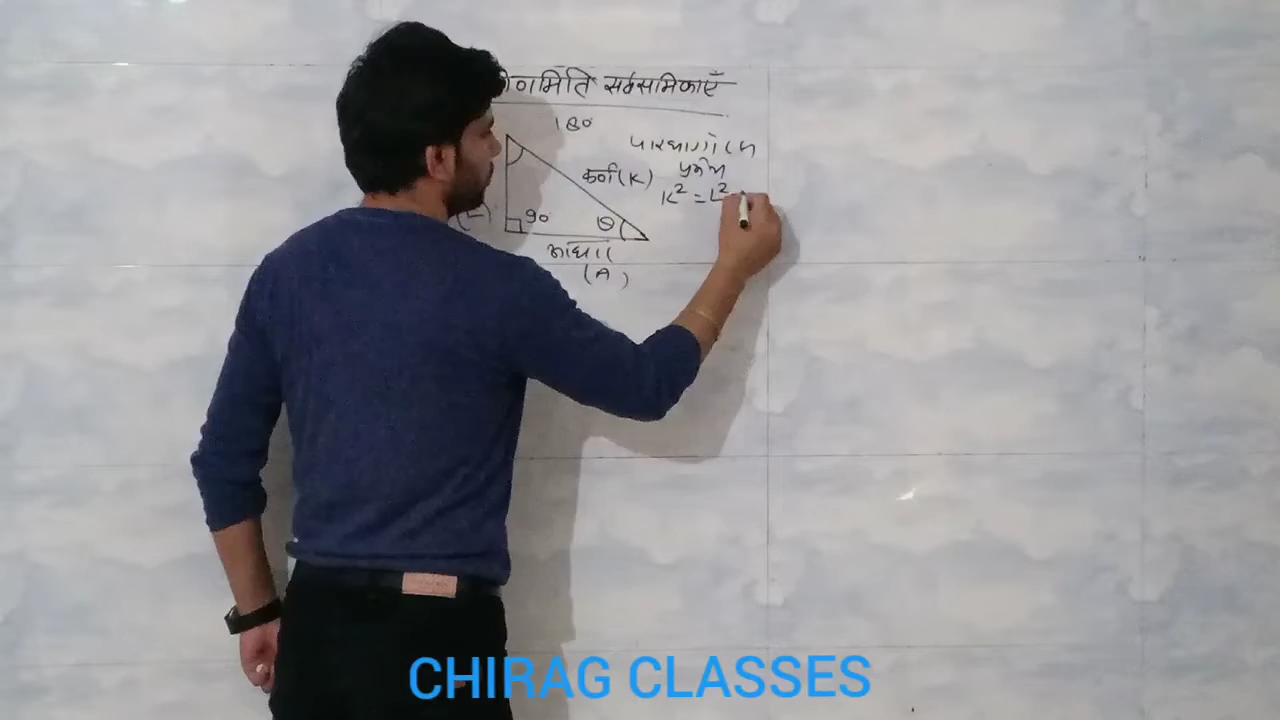 त्रिकोणमिति सर्वसमिकाएँ
180
पाइथागोरस
प्रमेय
कर्ण (K)
K² = L²
(L)
90
θ
आधार
(A)
CHIRAG CLASSES